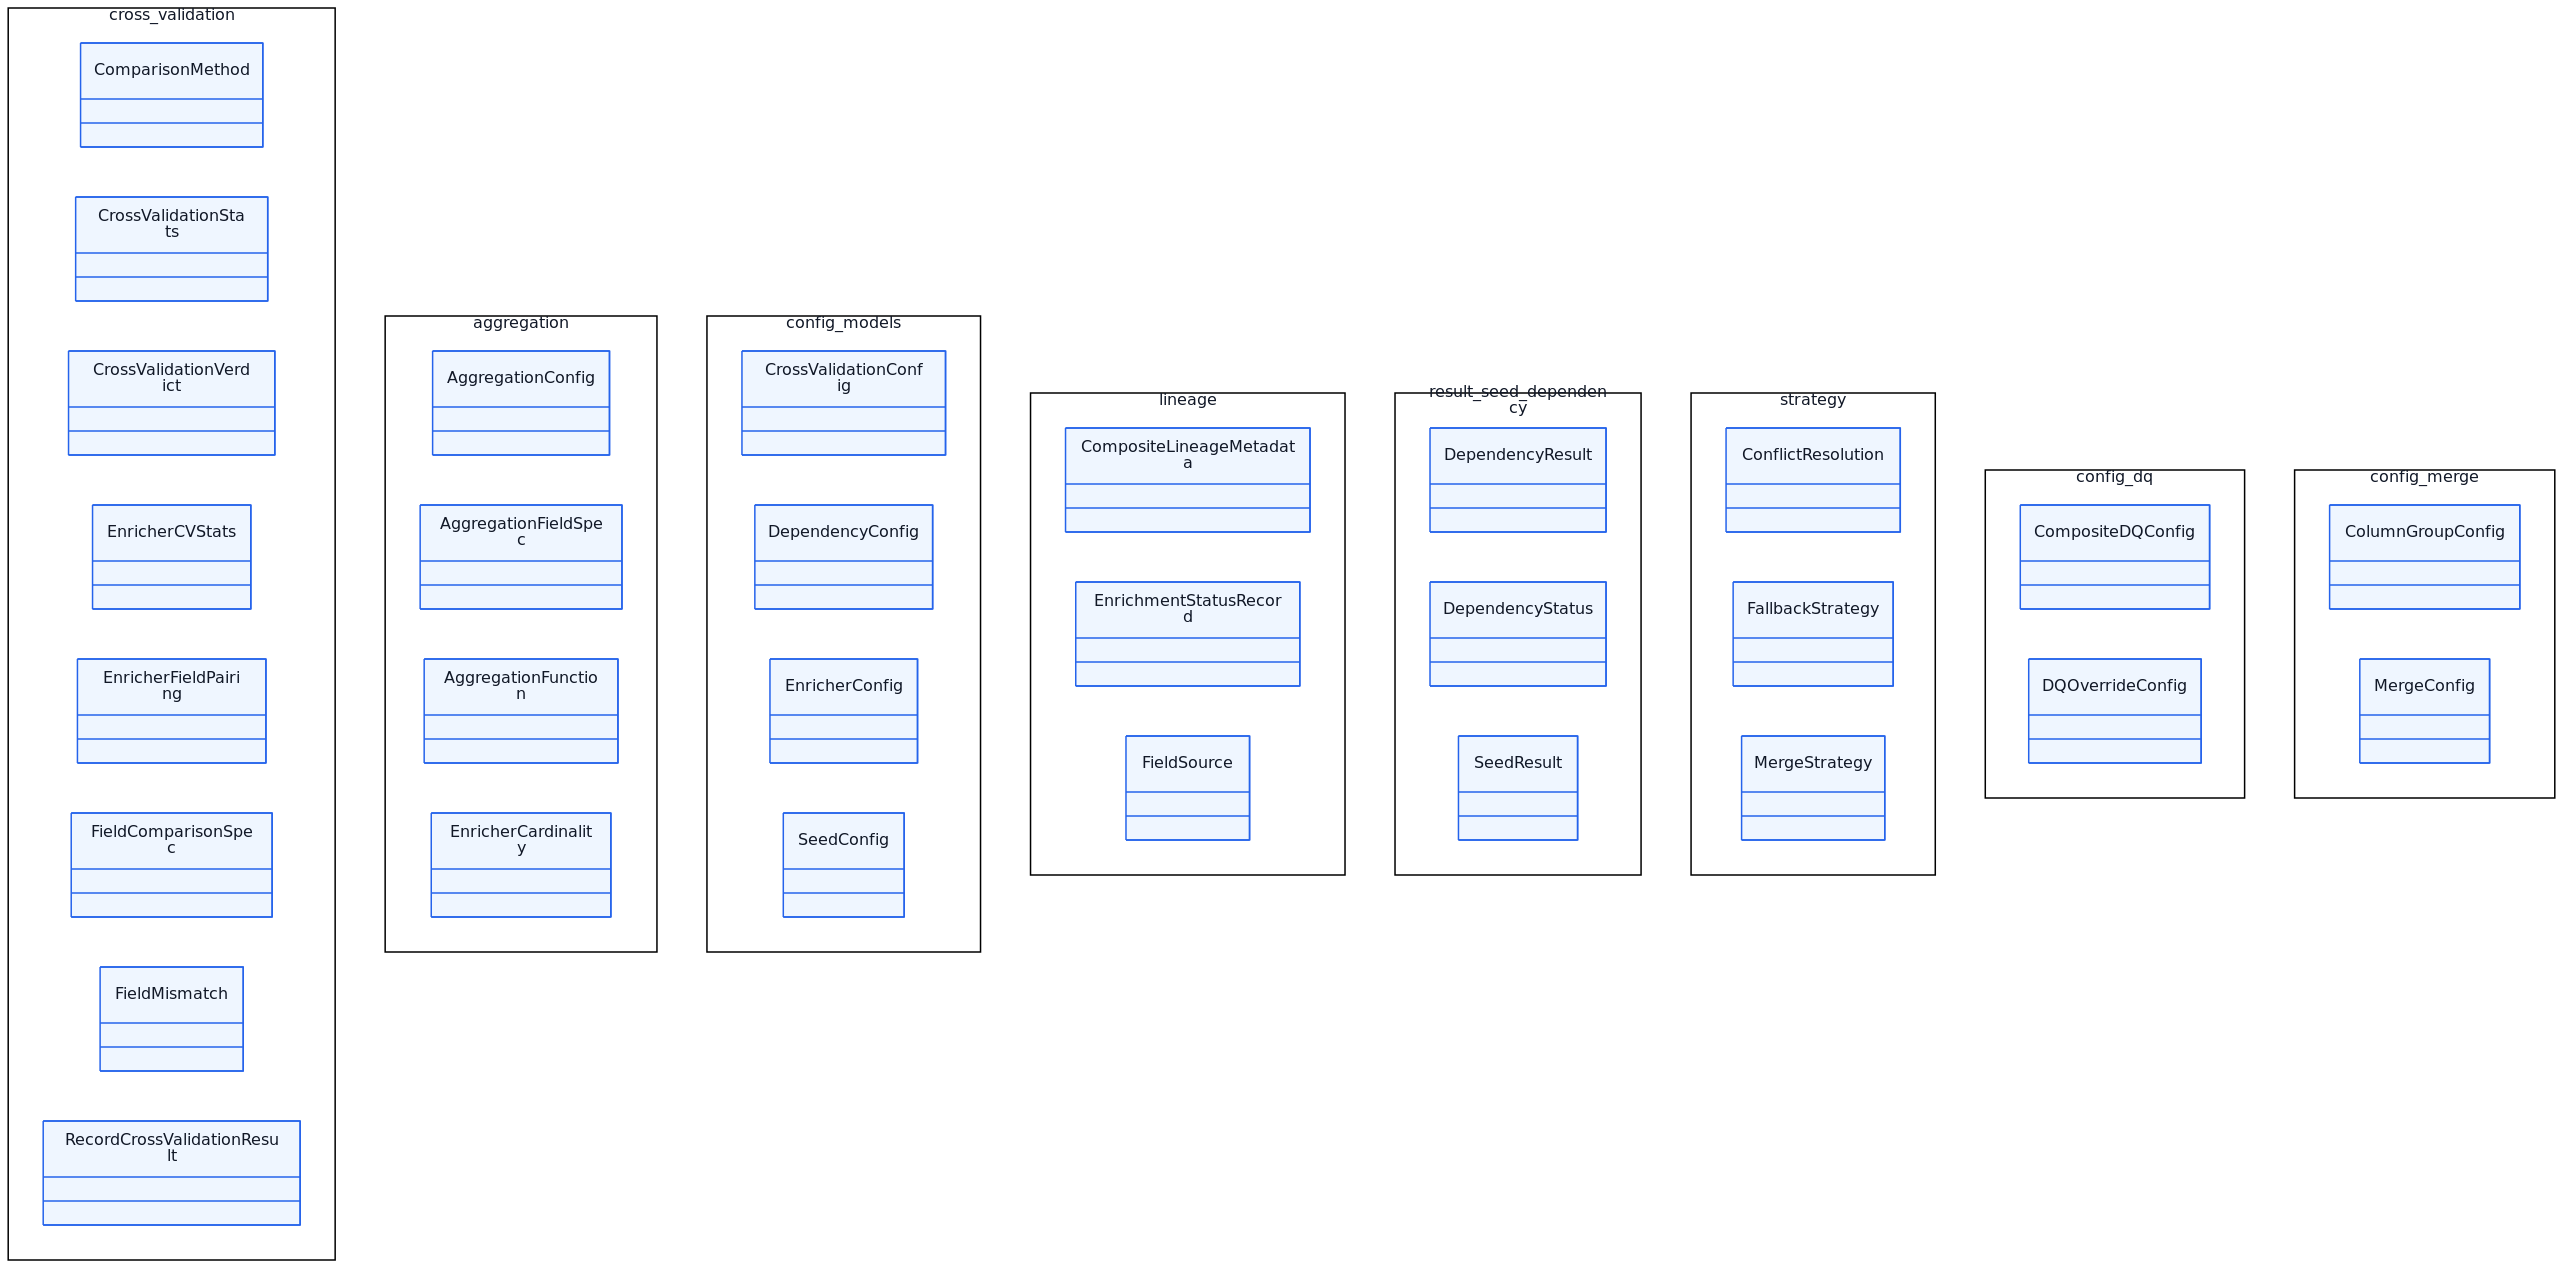 cross_validation
ComparisonMethod
CrossValidationSta
ts
CrossValidationVerd
ict
EnricherCVStats
EnricherFieldPairi
ng
FieldComparisonSpe
c
FieldMismatch
RecordCrossValidationResu
lt
aggregation
AggregationConfig
AggregationFieldSpe
c
AggregationFunctio
n
EnricherCardinalit
y
config_models
CrossValidationConf
ig
DependencyConfig
EnricherConfig
SeedConfig
lineage
CompositeLineageMetadat
a
EnrichmentStatusRecor
d
FieldSource
result_seed_dependen
cy
DependencyResult
DependencyStatus
SeedResult
strategy
ConflictResolution
FallbackStrategy
MergeStrategy
config_dq
CompositeDQConfig
DQOverrideConfig
config_merge
ColumnGroupConfig
MergeConfig